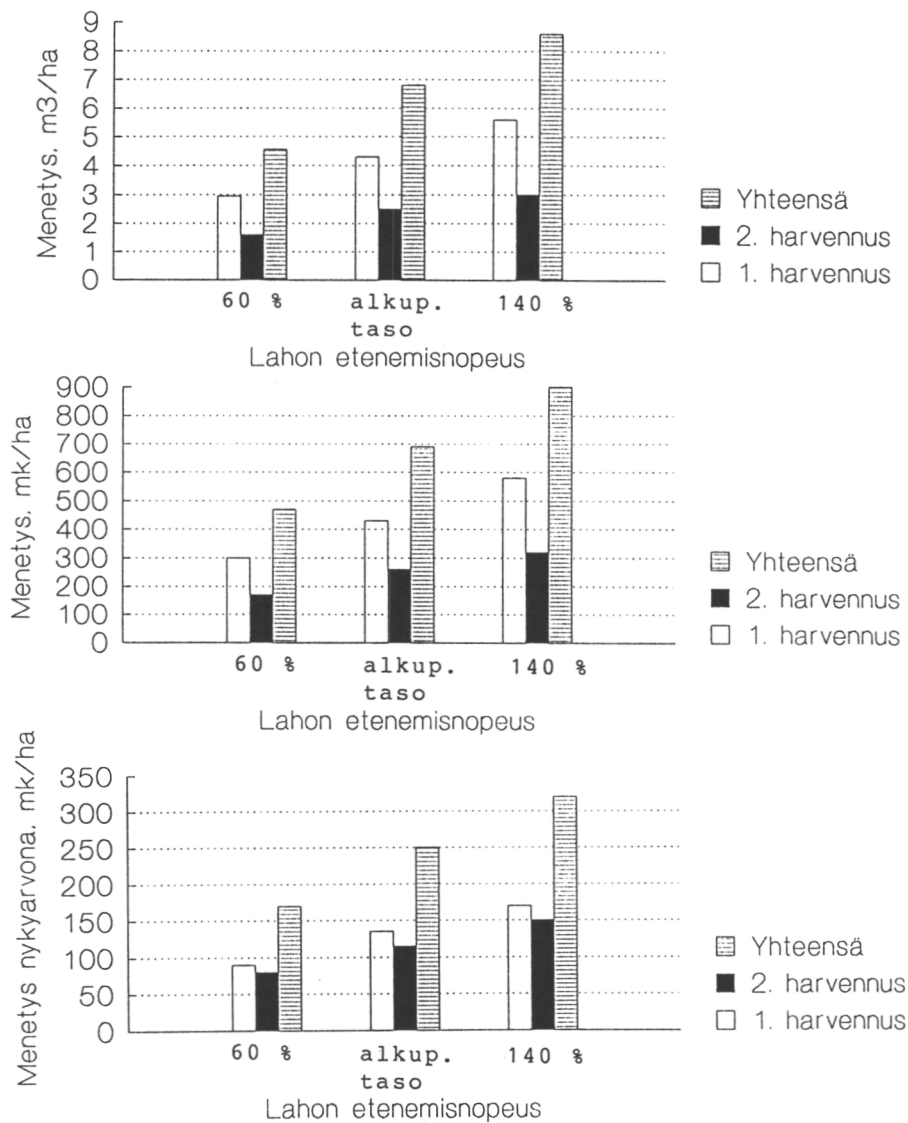 Menetys, m3/ha
9
8
7
6
5
4
3
2
1
0
60 % alkup. 140 %
taso
Lahon etenemisnopeus
Yhteensä
2. harvennus
1. harvennus
Menetys, mk/ha
900
800
700
600
500
400
300
200
100
0
60 % alkup. 140 %
taso
Lahon etenemisnopeus
Yhteensä
2. harvennus
1. harvennus
Menetys nykyarvona, mk/ha
350
300
250
200
150
100
50
0
60 % alkup. 140 %
taso
Lahon etenemisnopeus
Yhteensä
2. harvennus
1. harvennus